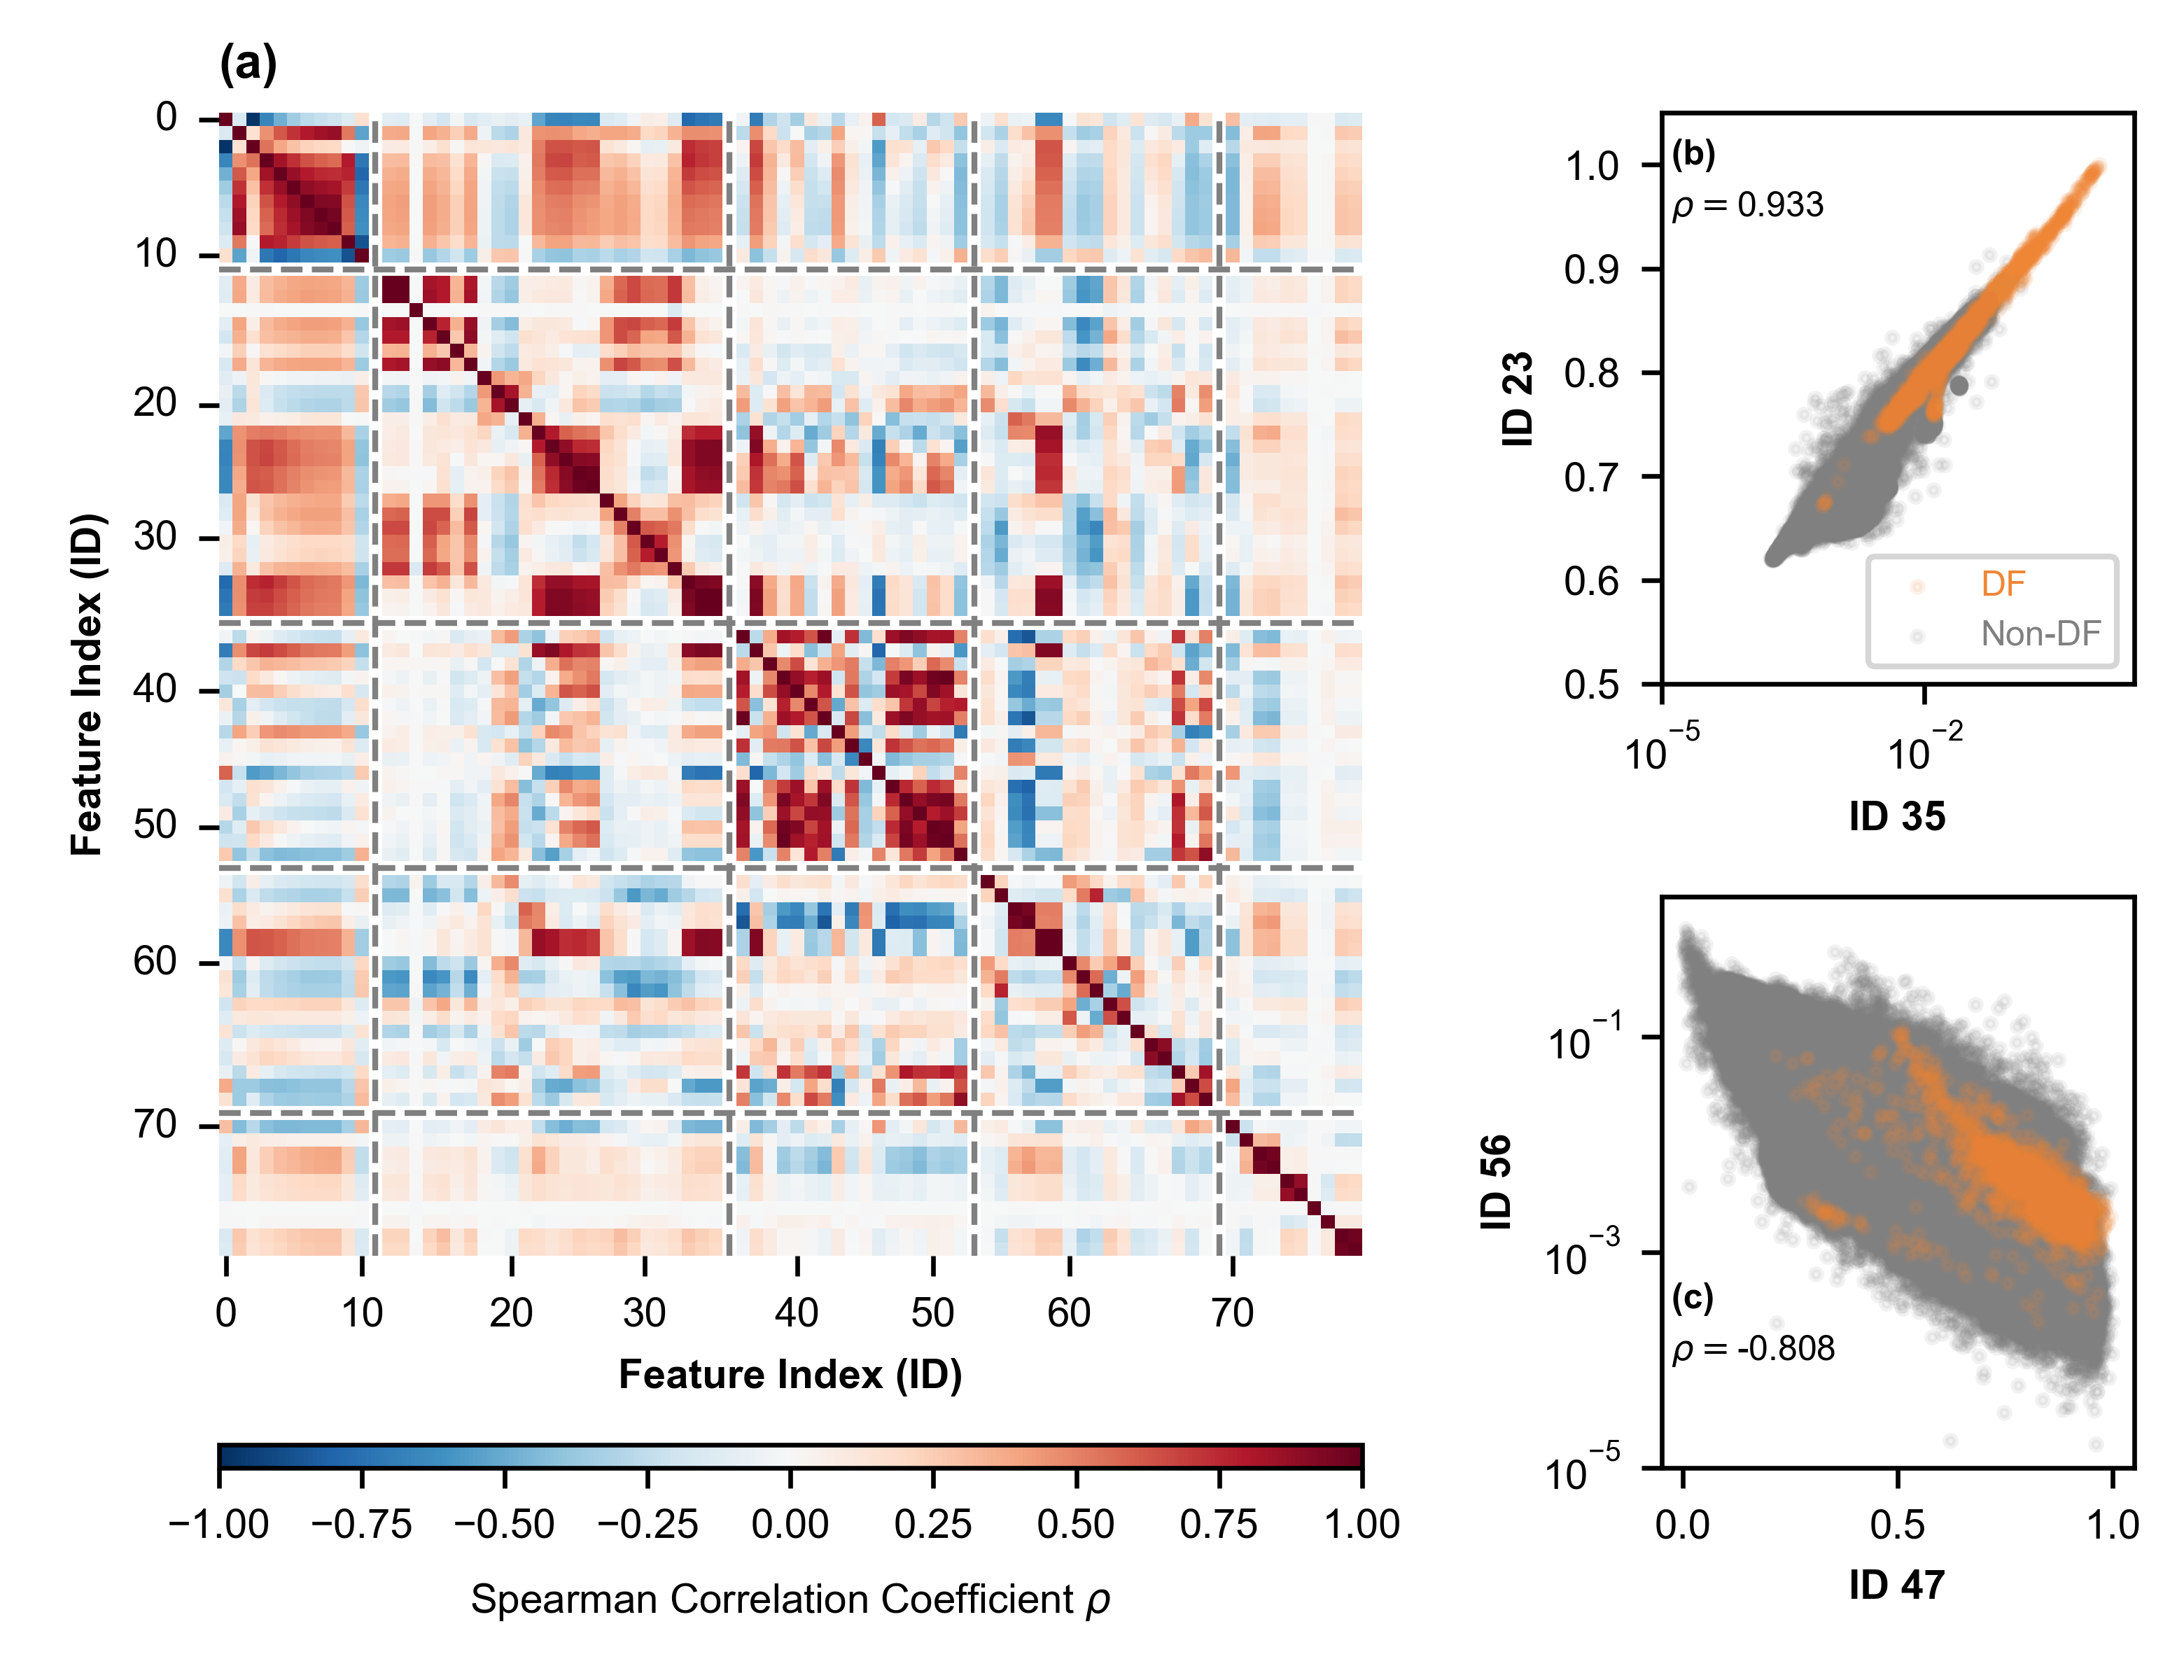 (a)
0
10
20
30
40
50
60
70
Feature Index (ID)
0 10 20 30 40 50 60 70
Feature Index (ID)
−1.00 −0.75 −0.50 −0.25 0.00 0.25 0.50 0.75 1.00
Spearman Correlation Coefficient ρ
(b)
ρ = 0.933
1.0
0.9
0.8
0.7
0.6
0.5
ID 23
DF
Non-DF
10⁻⁵ 10⁻²
ID 35
(c)
ρ = -0.808
10⁻¹
10⁻³
10⁻⁵
ID 56
0.0 0.5 1.0
ID 47